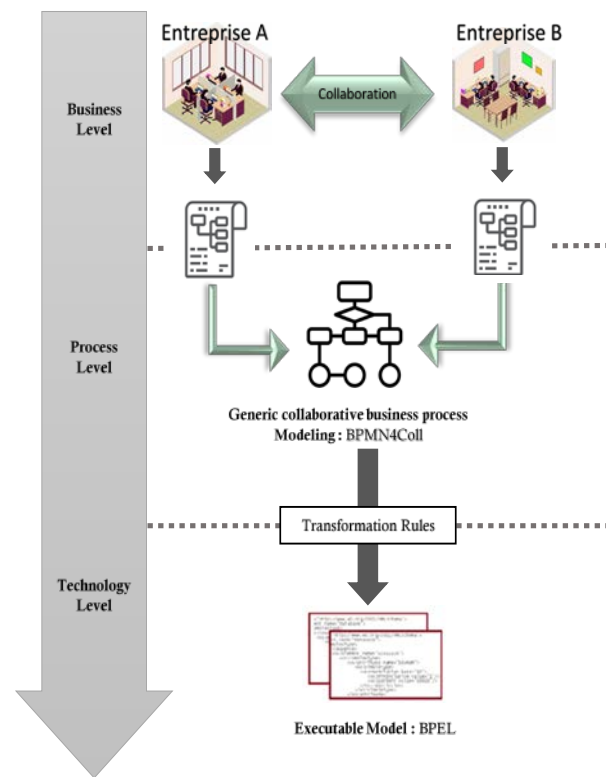 Entreprise A
Entreprise B
Collaboration
Business
Level
Process
Level
Generic collaborative business process
Modeling : BPMN4Coll
Transformation Rules
Technology
Level
Executable Model : BPEL